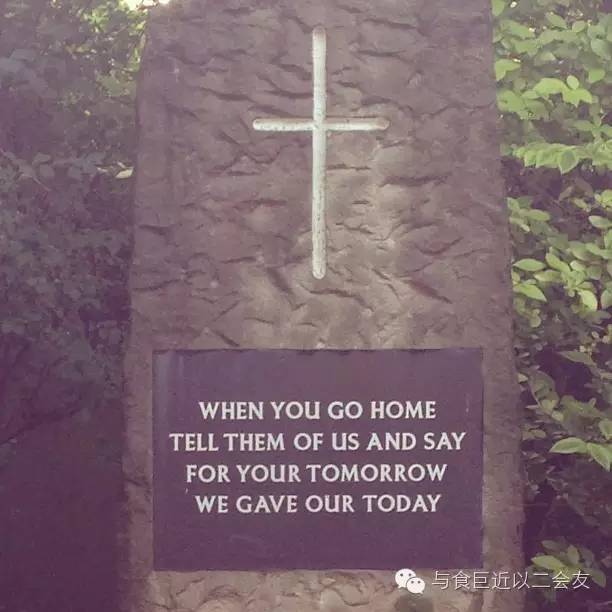 WHEN YOU GO HOME
TELL THEM OF US AND SAY
FOR YOUR TOMORROW
WE GAVE OUR TODAY
与食巨近以二会友